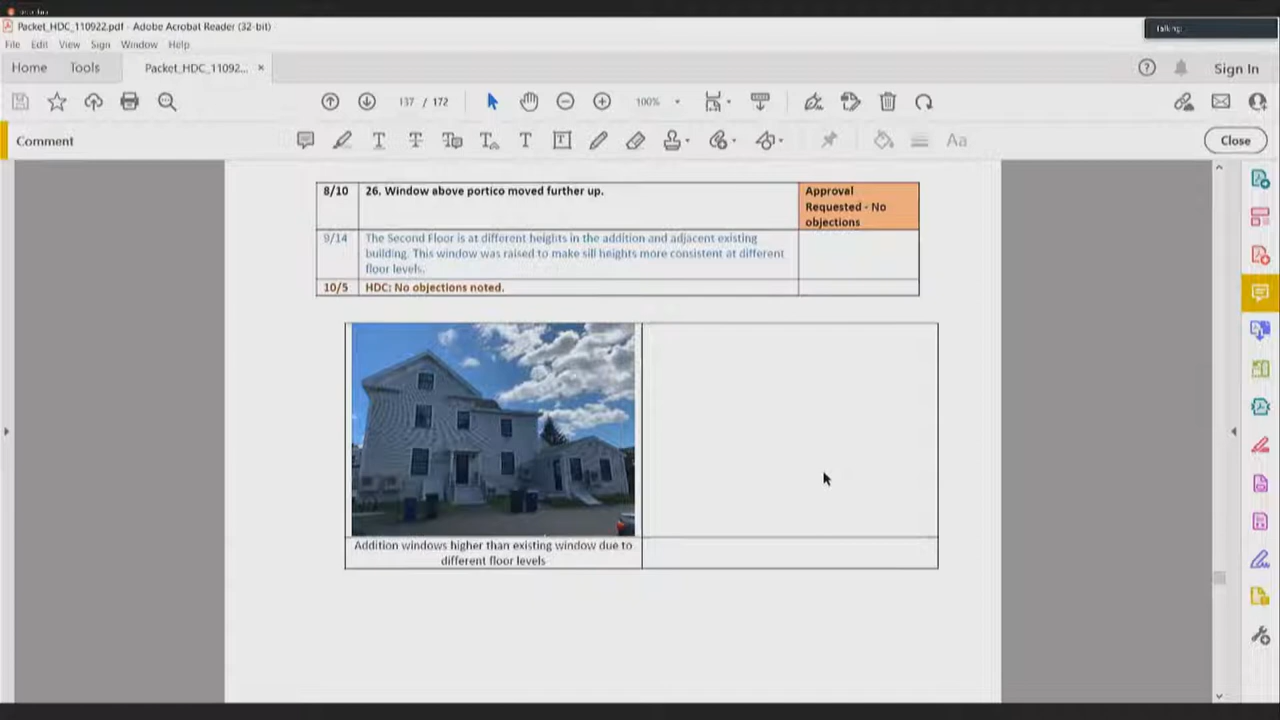 Packet_HDC_110922.pdf - Adobe Acrobat Reader (32-bit)
File Edit View Sign Window Help
Talking:
Home Tools Packet_HDC_11092... × Sign In
137 / 172 100%
Comment Close
8/10 26. Window above portico moved further up. Approval
Requested - No
objections
9/14 The Second Floor is at different heights in the addition and adjacent existing
building. This window was raised to make sill heights more consistent at different
floor levels.
10/5 HDC: No objections noted.
Addition windows higher than existing window due to
different floor levels